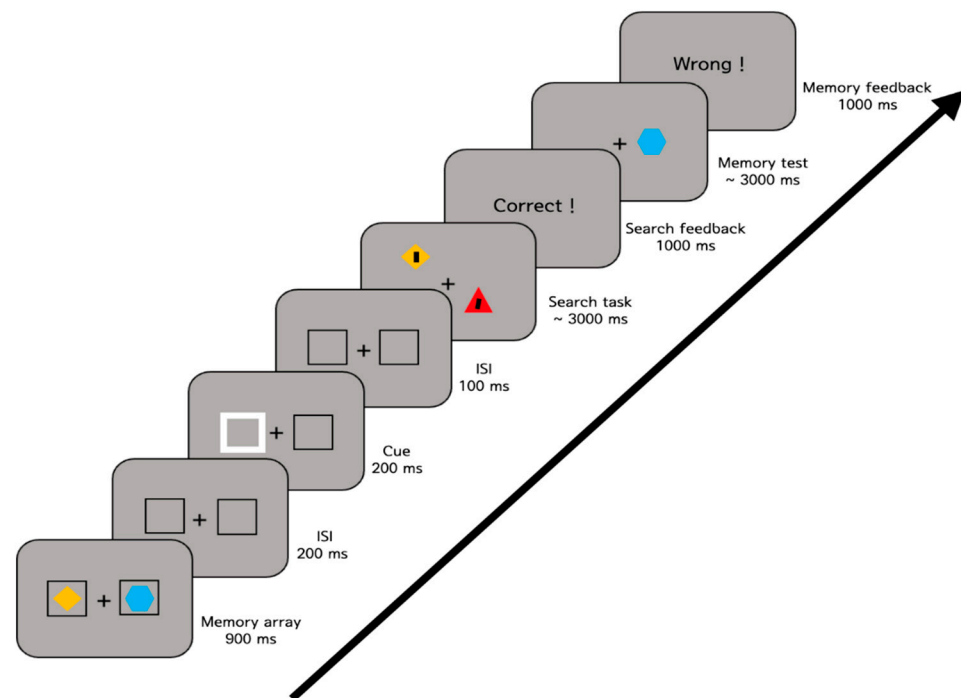 Wrong !
Memory feedback
1000 ms
Memory test
~ 3000 ms
Correct !
Search feedback
1000 ms
Search task
~ 3000 ms
ISI
100 ms
Cue
200 ms
ISI
200 ms
Memory array
900 ms